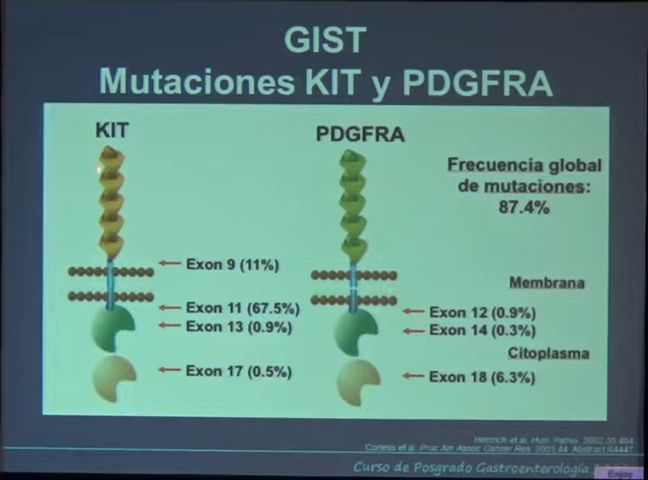 GIST
Mutaciones KIT y PDGFRA
KIT
PDGFRA
Frecuencia global
de mutaciones:
87.4%
Exon 9 (11%)
Membrana
Exon 11 (67.5%)
Exon 12 (0.9%)
Exon 13 (0.9%)
Exon 14 (0.3%)
Citoplasma
Exon 17 (0.5%)
Exon 18 (6.3%)
Heinrich et al. Hum Pathol. 2002;33:484
Corless et al. Proc Am Assoc Cancer Res. 2003;44. Abstract R4447
Curso de Posgrado Gastroenterología